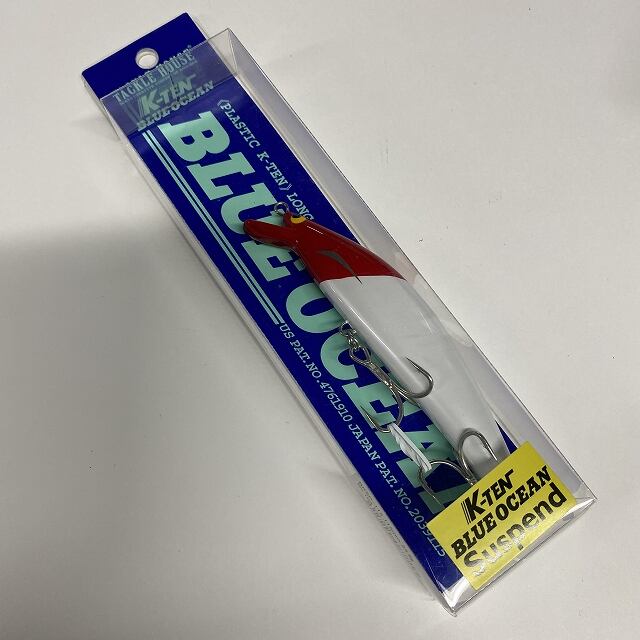 TACKLE HOUSE®
K-TEN
BLUE OCEAN
(PLASTIC K-TEN) LONG
BLUE OCEAN
US PAT.NO.4761910 JAPAN PAT.NO.2039225
K-TEN
BLUE OCEAN
Suspend